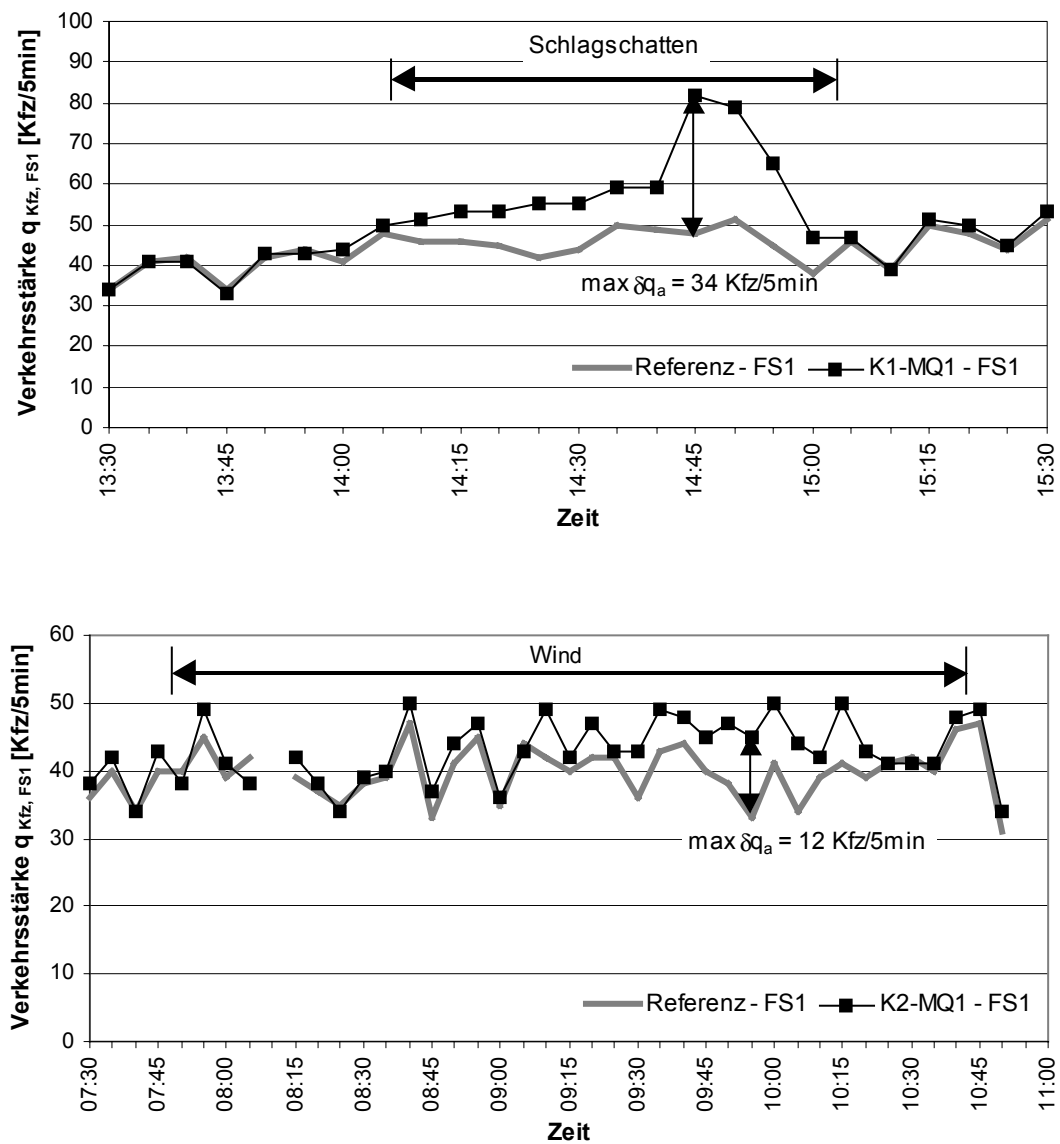 100
90
80
70
60
50
40
30
20
10
0
Verkehrsstärke q Kfz, FS1 [Kfz/5min]
Schlagschatten
max δqa = 34 Kfz/5min
Referenz - FS1 K1-MQ1 - FS1
13:30 13:45 14:00 14:15 14:30 14:45 15:00 15:15 15:30
Zeit
60
50
40
30
20
10
0
Verkehrsstärke q Kfz, FS1 [Kfz/5min]
Wind
max δqa = 12 Kfz/5min
Referenz - FS1 K2-MQ1 - FS1
07:30 07:45 08:00 08:15 08:30 08:45 09:00 09:15 09:30 09:45 10:00 10:15 10:30 10:45 11:00
Zeit